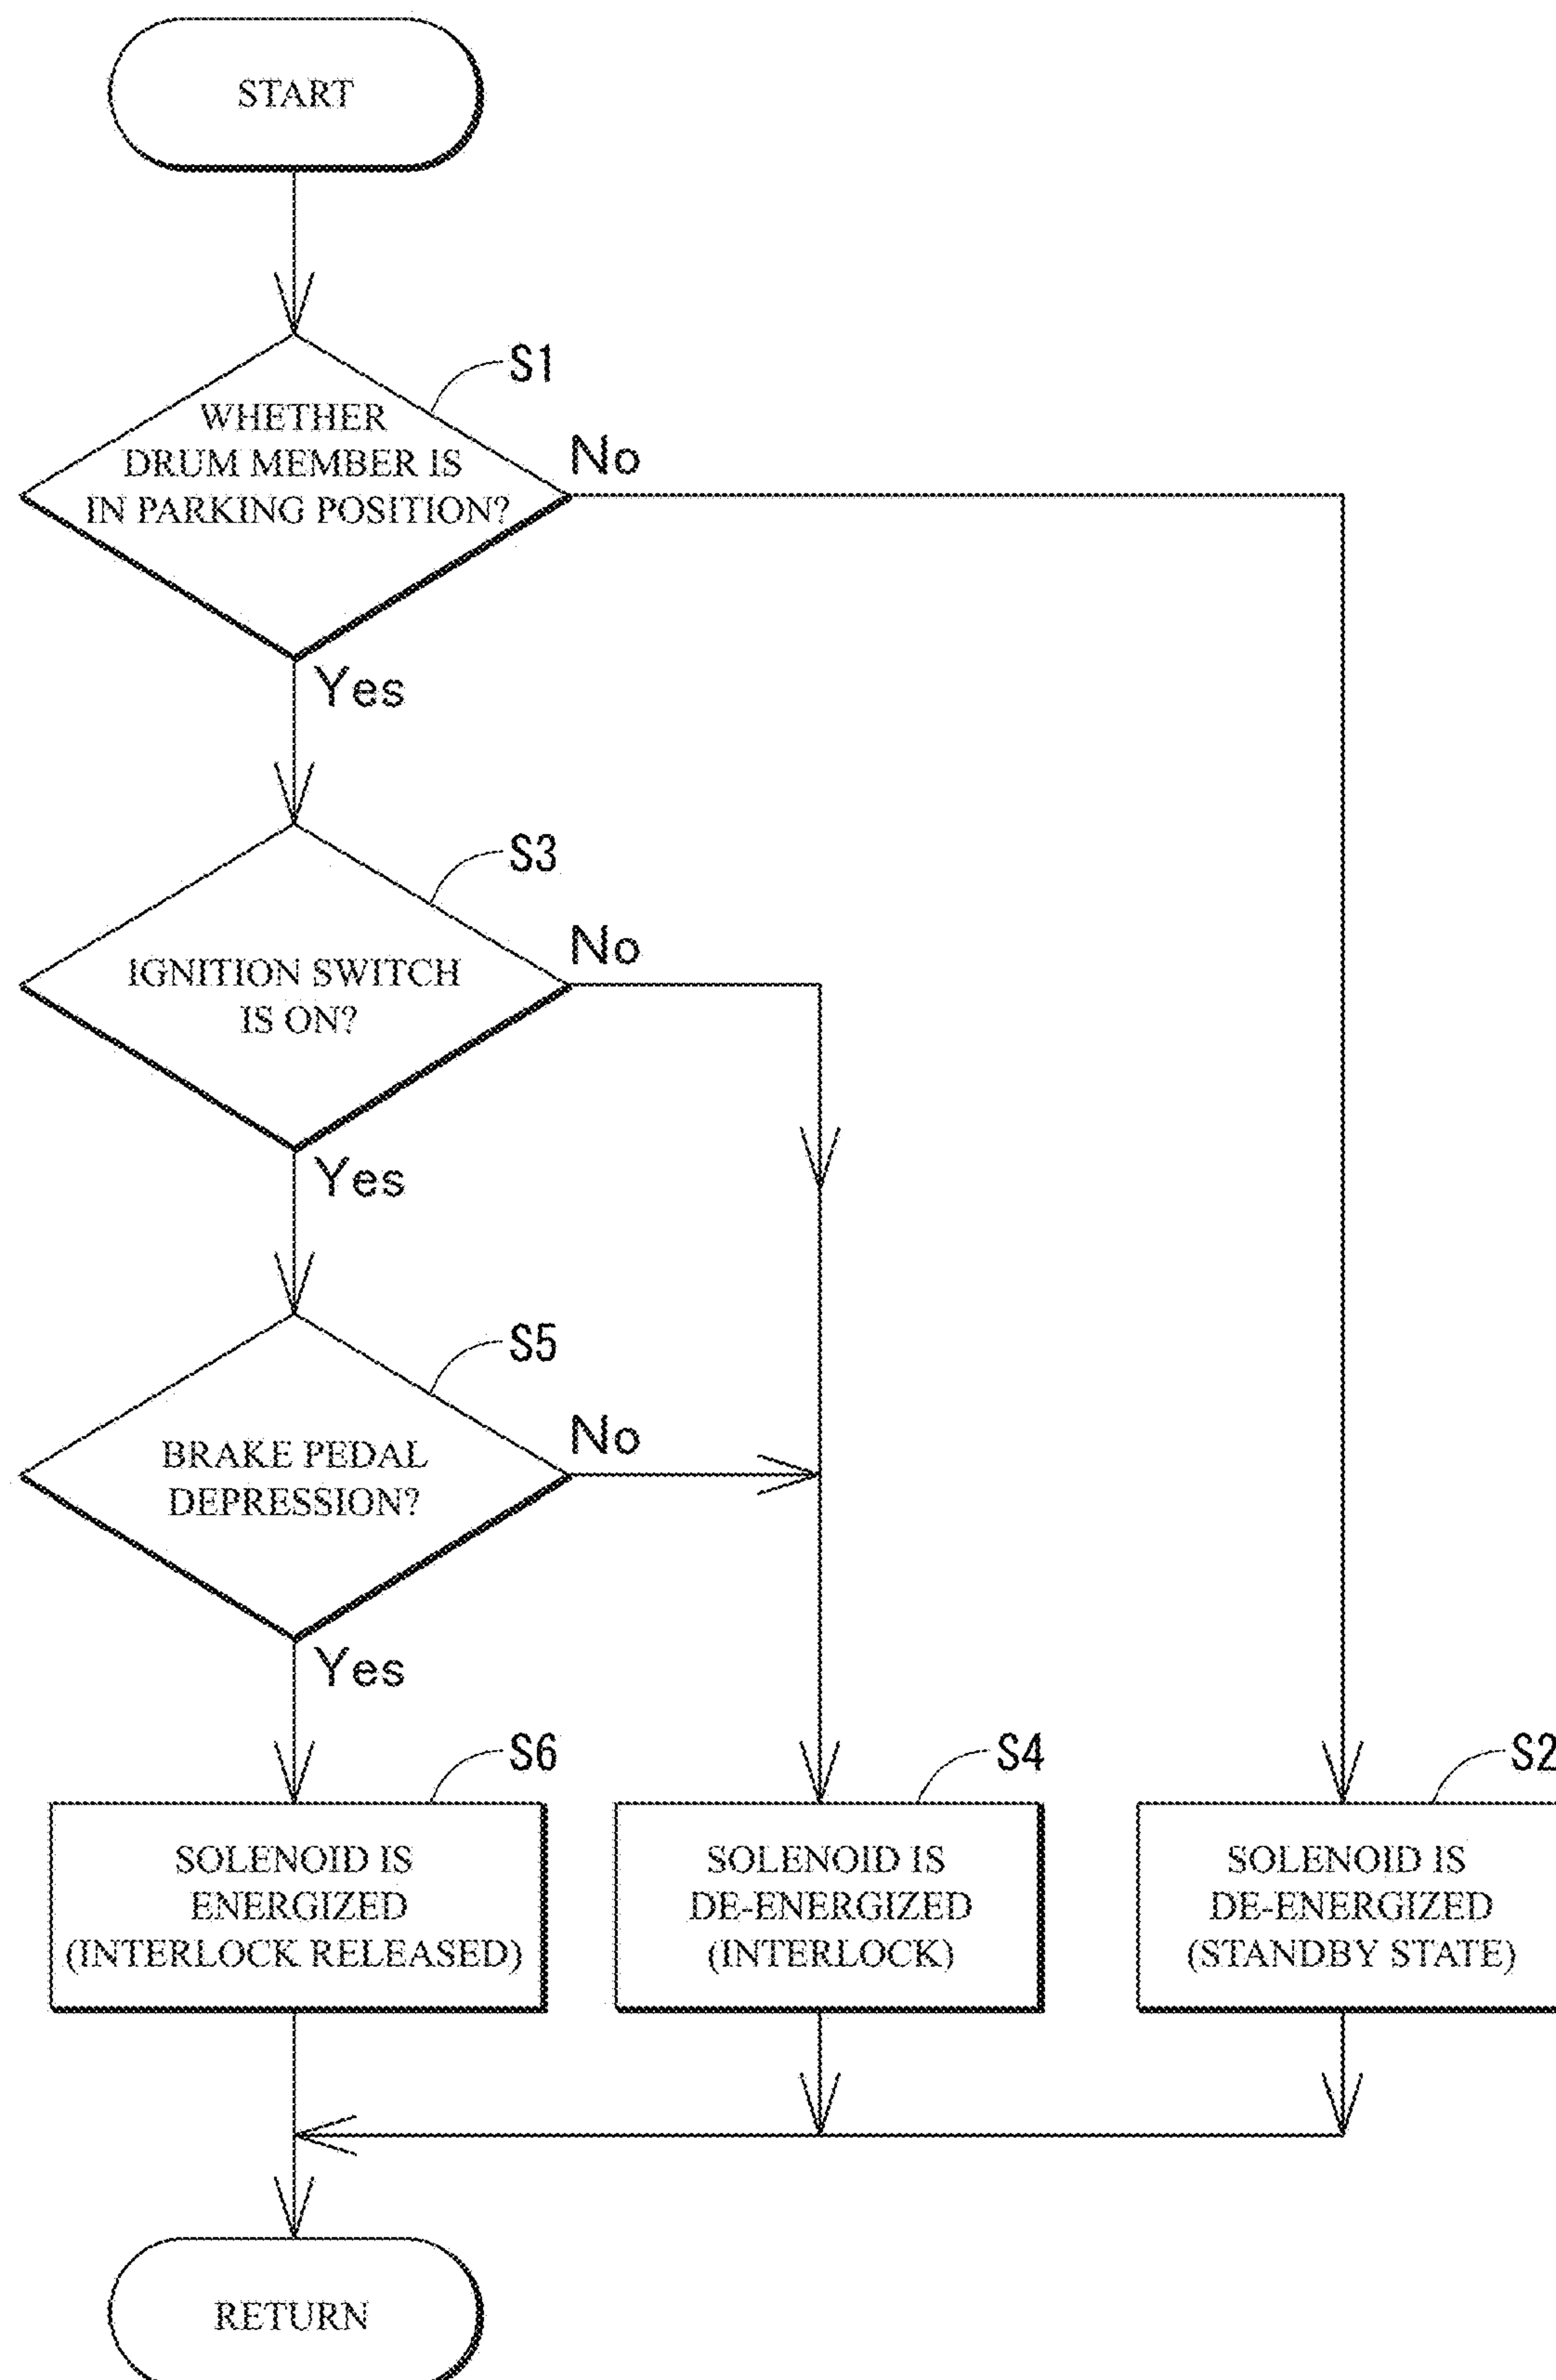 START
S1
WHETHER
DRUM MEMBER IS
IN PARKING POSITION?
No
Yes
S3
IGNITION SWITCH
IS ON?
No
Yes
S5
BRAKE PEDAL
DEPRESSION?
No
Yes
S6
SOLENOID IS
ENERGIZED
(INTERLOCK RELEASED)
S4
SOLENOID IS
DE-ENERGIZED
(INTERLOCK)
S2
SOLENOID IS
DE-ENERGIZED
(STANDBY STATE)
RETURN